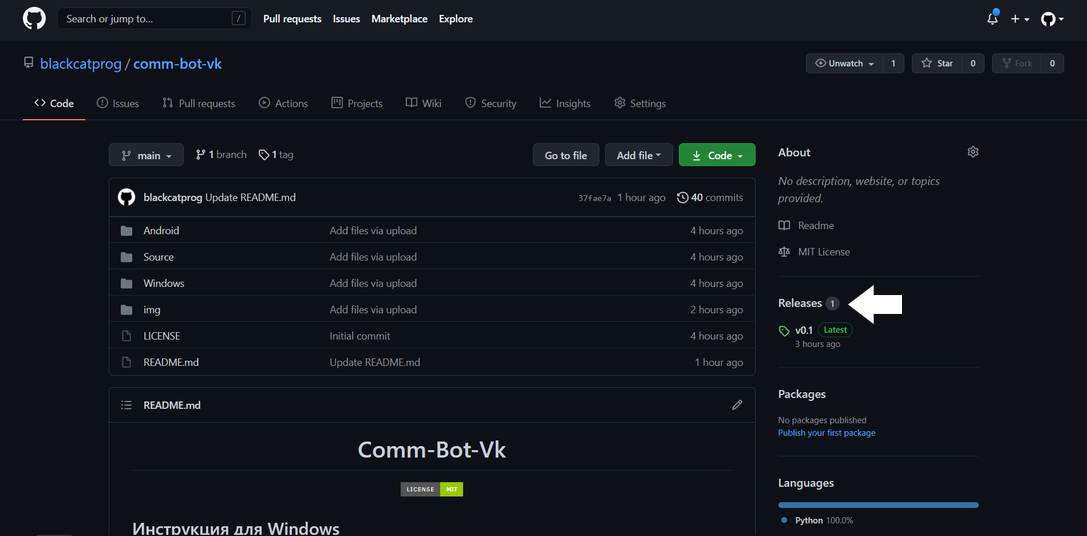 Search or jump to... /
Pull requests Issues Marketplace Explore
blackcatprog / comm-bot-vk
Unwatch 1 Star 0 Fork 0
Code Issues Pull requests Actions Projects Wiki Security Insights Settings
main 1 branch 1 tag Go to file Add file Code
blackcatprog Update README.md 37fae7a 1 hour ago 40 commits
Android Add files via upload 4 hours ago
Source Add files via upload 4 hours ago
Windows Add files via upload 4 hours ago
img Add files via upload 2 hours ago
LICENSE Initial commit 4 hours ago
README.md Update README.md 1 hour ago
README.md
Comm-Bot-Vk
LICENSE MIT
Инструкция для Windows
About
No description, website, or topics
provided.
Readme
MIT License
Releases 1
v0.1 Latest
3 hours ago
Packages
No packages published
Publish your first package
Languages
Python 100.0%